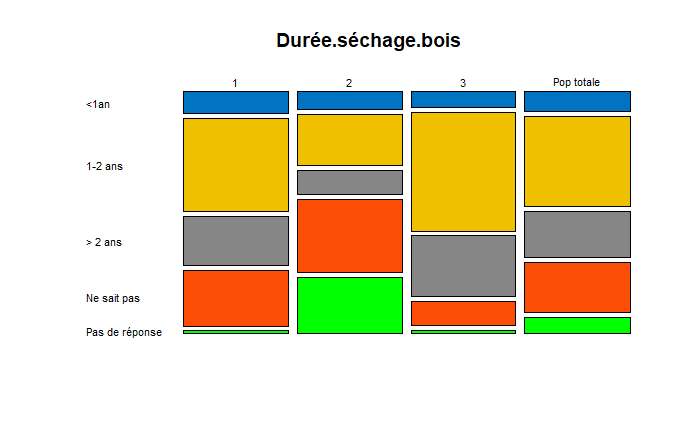 Durée.séchage.bois
1 2 3 Pop totale
<1an
1-2 ans
> 2 ans
Ne sait pas
Pas de réponse